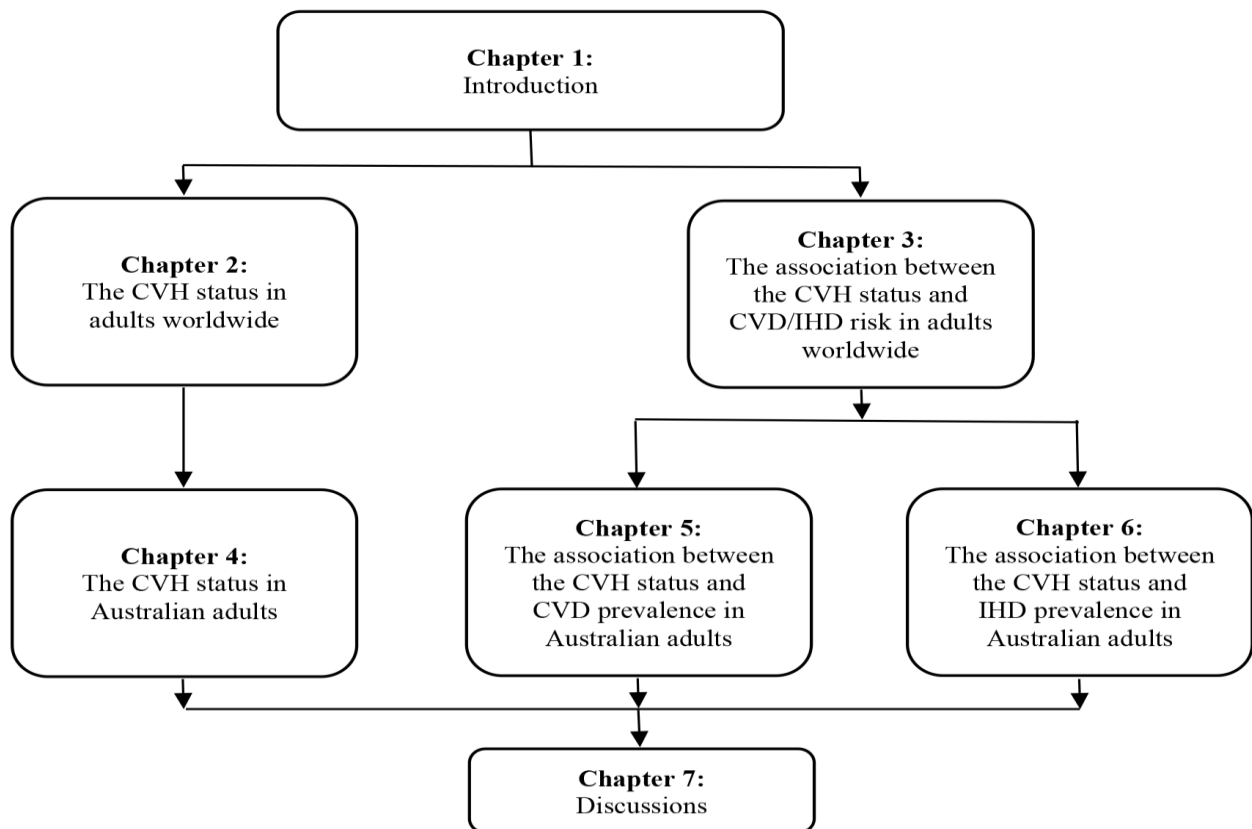 Chapter 1:
Introduction
Chapter 2:
The CVH status in
adults worldwide
Chapter 3:
The association between
the CVH status and
CVD/IHD risk in adults
worldwide
Chapter 4:
The CVH status in
Australian adults
Chapter 5:
The association between
the CVH status and
CVD prevalence in
Australian adults
Chapter 6:
The association between
the CVH status and
IHD prevalence in
Australian adults
Chapter 7:
Discussions